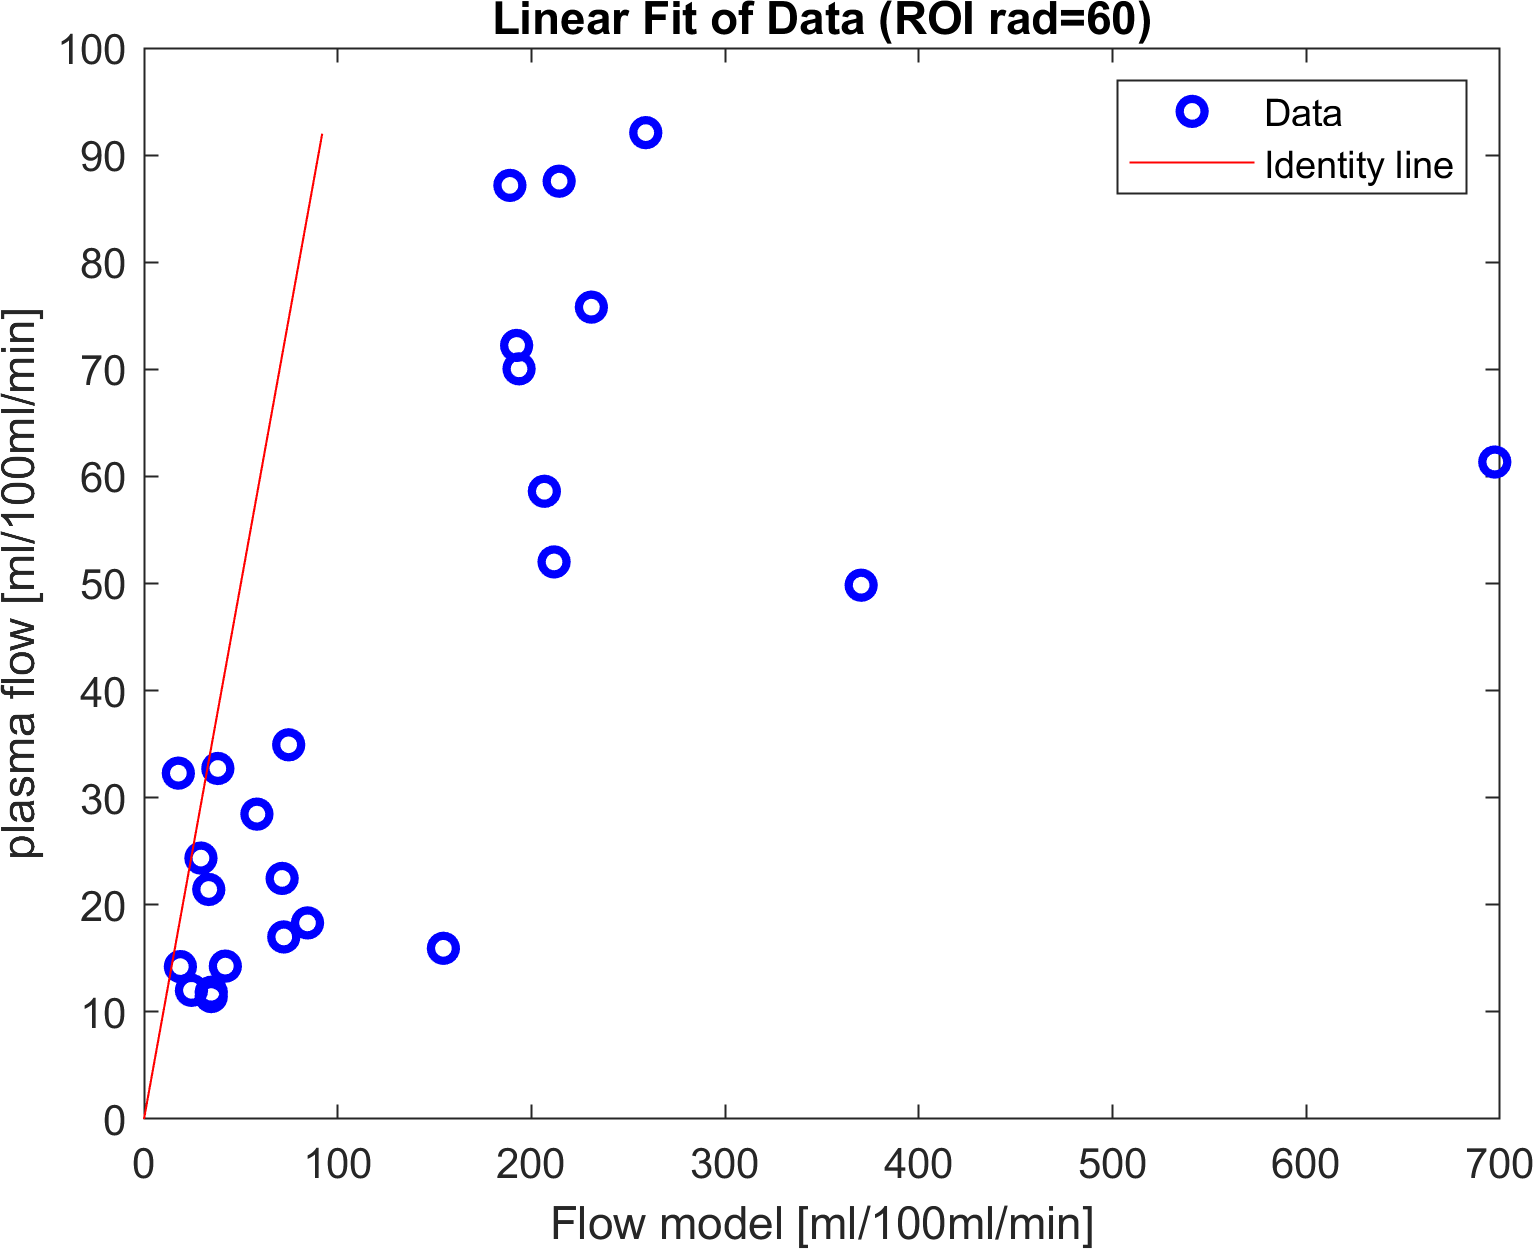 Linear Fit of Data (ROI rad=60)
100
90
80
70
60
50
40
30
20
10
0
plasma flow [ml/100ml/min]
Data
Identity line
0 100 200 300 400 500 600 700
Flow model [ml/100ml/min]